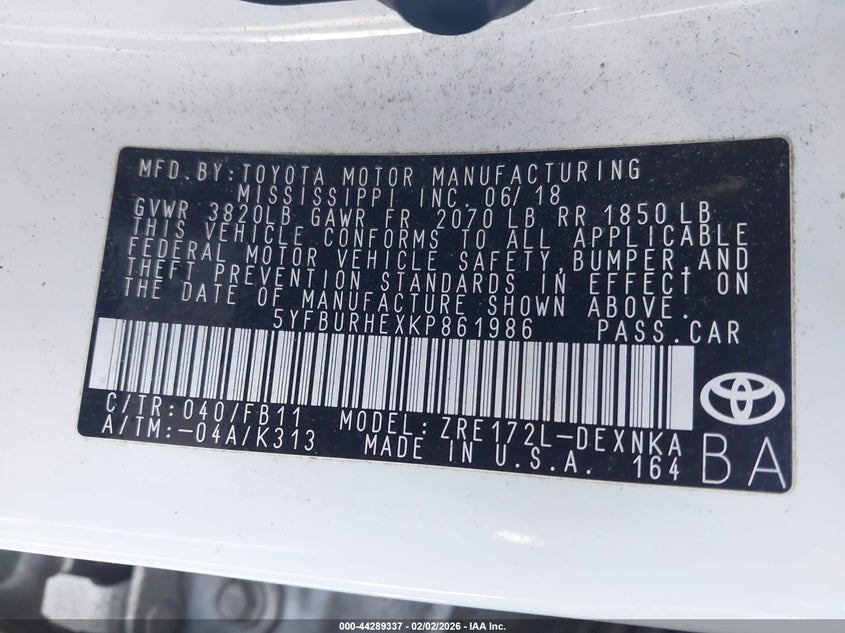 MFD. BY: TOYOTA MOTOR MANUFACTURING
MISSISSIPPI INC. 06/18
GVWR 3820LB GAWR FR 2070 LB RR 1850 LB
THIS VEHICLE CONFORMS TO ALL APPLICABLE
FEDERAL MOTOR VEHICLE SAFETY, BUMPER, AND
THEFT PREVENTION STANDARDS IN EFFECT ON
THE DATE OF MANUFACTURE SHOWN ABOVE.
5YFBURHEXKP861986 PASS. CAR
C/TR: 040/FB11 MODEL: ZRE172L-DEXNKA
A/TM:-04A/K313 MADE IN U.S.A. 164
BA
000-44289337 - 02/02/2026 - IAA Inc.